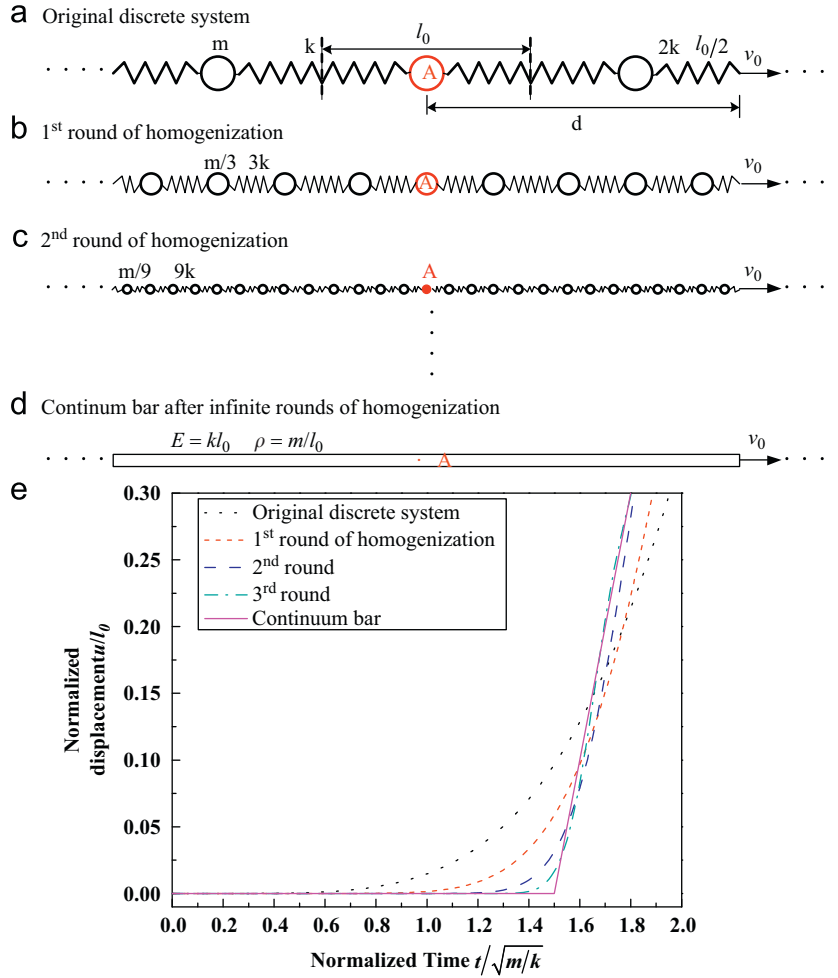 a Original discrete system
m k l₀ A 2k l₀/2 v₀
d
b 1st round of homogenization
m/3 3k A v₀
c 2nd round of homogenization
m/9 9k A v₀
d Continum bar after infinite rounds of homogenization
E = kl₀ ρ = m/l₀ A v₀
e
0.30
0.25
0.20
0.15
0.10
0.05
0.00
Normalized
displacement u/l₀
Original discrete system
1st round of homogenization
2nd round
3rd round
Continuum bar
0.0 0.2 0.4 0.6 0.8 1.0 1.2 1.4 1.6 1.8 2.0
Normalized Time t/√m/k